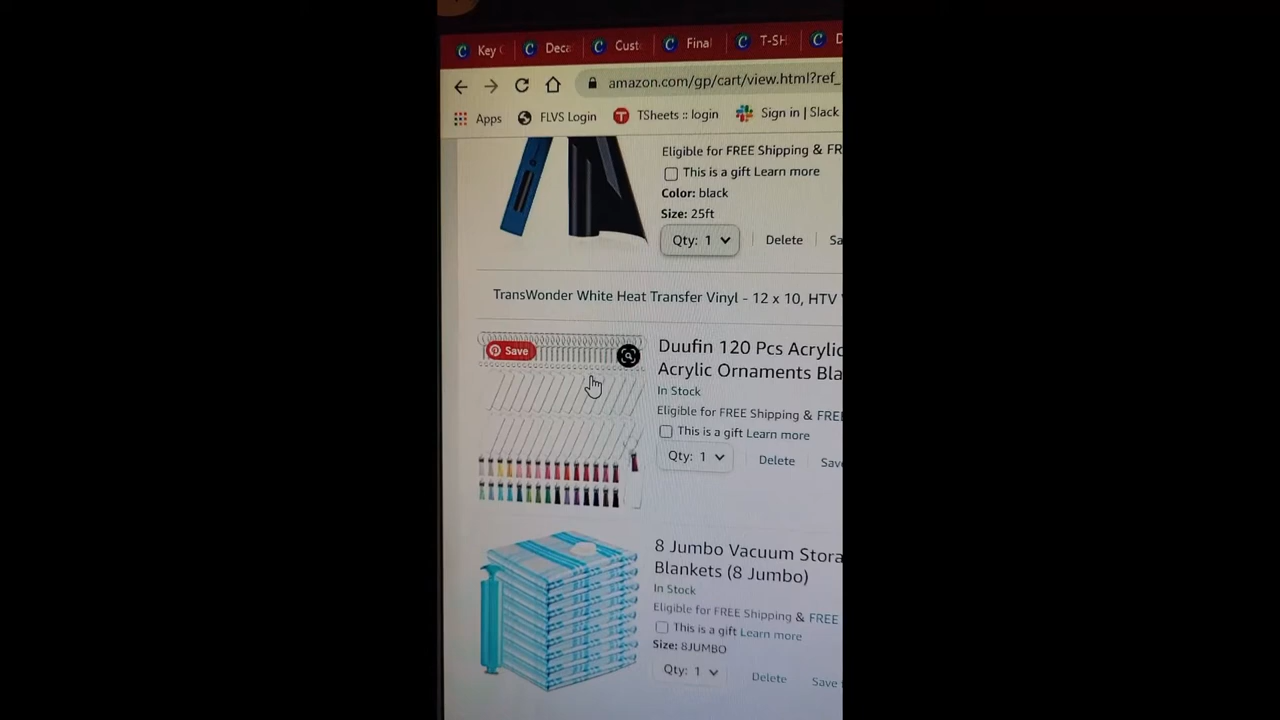 Key
Deca
Cust
Final
T-SH
D
amazon.com/gp/cart/view.html?ref_
Apps
FLVS Login
TSheets :: login
Sign in | Slack
Eligible for FREE Shipping & FR
This is a gift Learn more
Color: black
Size: 25ft
Qty: 1
Delete
Sa
TransWonder White Heat Transfer Vinyl - 12 x 10, HTV
Save
Duufin 120 Pcs Acrylic
Acrylic Ornaments Bla
In Stock
Eligible for FREE Shipping & FREE
This is a gift Learn more
Qty: 1
Delete
Save
8 Jumbo Vacuum Stora
Blankets (8 Jumbo)
In Stock
Eligible for FREE Shipping & FREE
This is a gift Learn more
Size: 8JUMBO
Qty: 1
Delete
Save